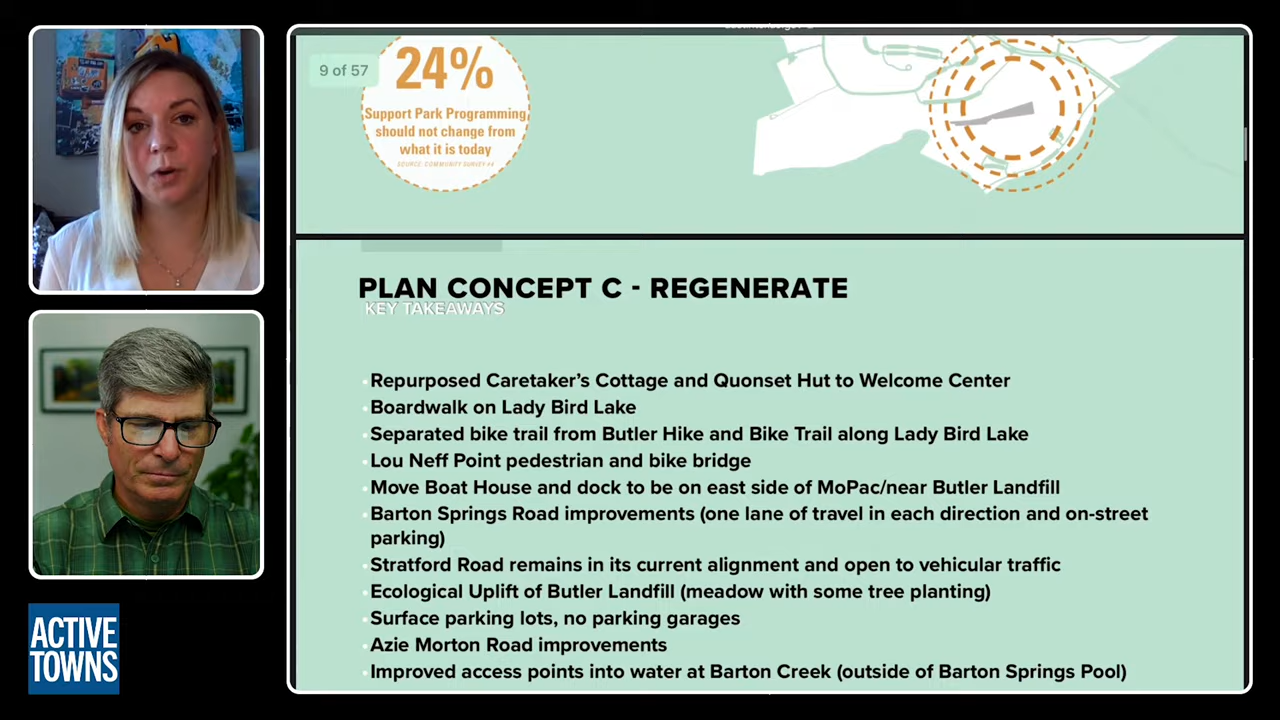 9 of 57
24%
Support Park Programming
should not change from
what it is today
SOURCE: COMMUNITY SURVEY #4
PLAN CONCEPT C - REGENERATE
KEY TAKEAWAYS
Repurposed Caretaker’s Cottage and Quonset Hut to Welcome Center
Boardwalk on Lady Bird Lake
Separated bike trail from Butler Hike and Bike Trail along Lady Bird Lake
Lou Neff Point pedestrian and bike bridge
Move Boat House and dock to be on east side of MoPac/near Butler Landfill
Barton Springs Road improvements (one lane of travel in each direction and on-street
parking)
Stratford Road remains in its current alignment and open to vehicular traffic
Ecological Uplift of Butler Landfill (meadow with some tree planting)
Surface parking lots, no parking garages
Azie Morton Road improvements
Improved access points into water at Barton Creek (outside of Barton Springs Pool)
ACTIVE
TOWNS